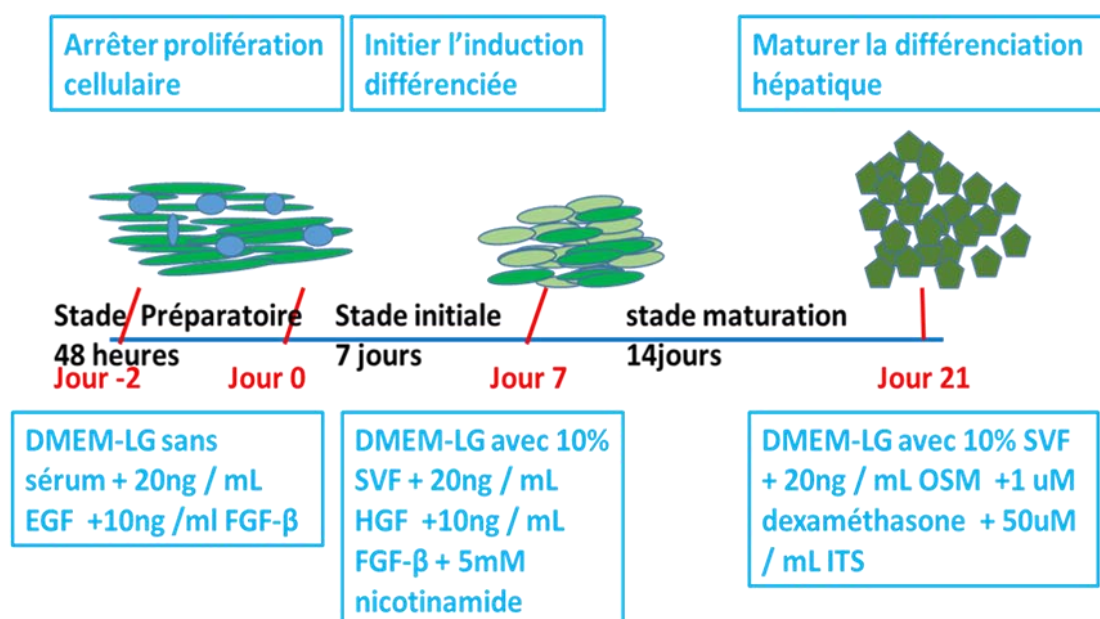 Arrêter prolifération
cellulaire
Initier l'induction
différenciée
Maturer la différenciation
hépatique
Stade Préparatoire
48 heures
Stade initiale
7 jours
stade maturation
14jours
Jour -2
Jour 0
Jour 7
Jour 21
DMEM-LG sans
sérum + 20ng / mL
EGF +10ng /ml FGF-β
DMEM-LG avec 10%
SVF + 20ng / mL
HGF +10ng / mL
FGF-β + 5mM
nicotinamide
DMEM-LG avec 10% SVF
+ 20ng / mL OSM +1 uM
dexaméthasone + 50uM
/ mL ITS